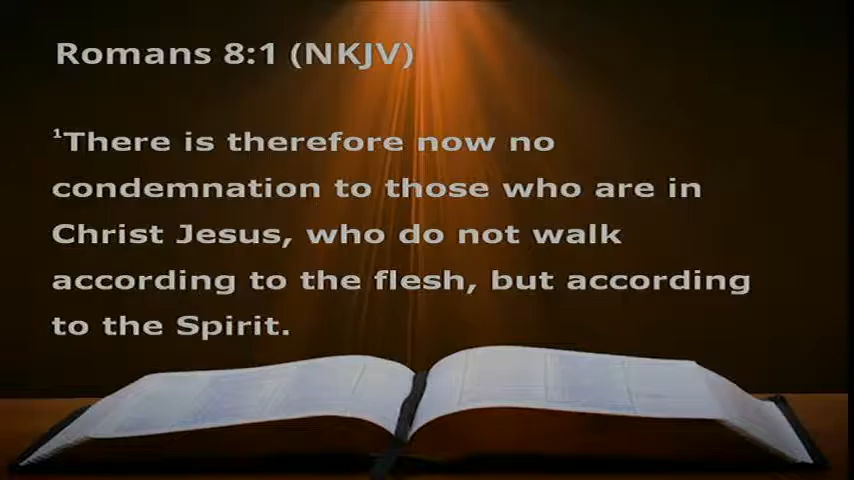 Romans 8:1 (NKJV)
¹There is therefore now no
condemnation to those who are in
Christ Jesus, who do not walk
according to the flesh, but according
to the Spirit.